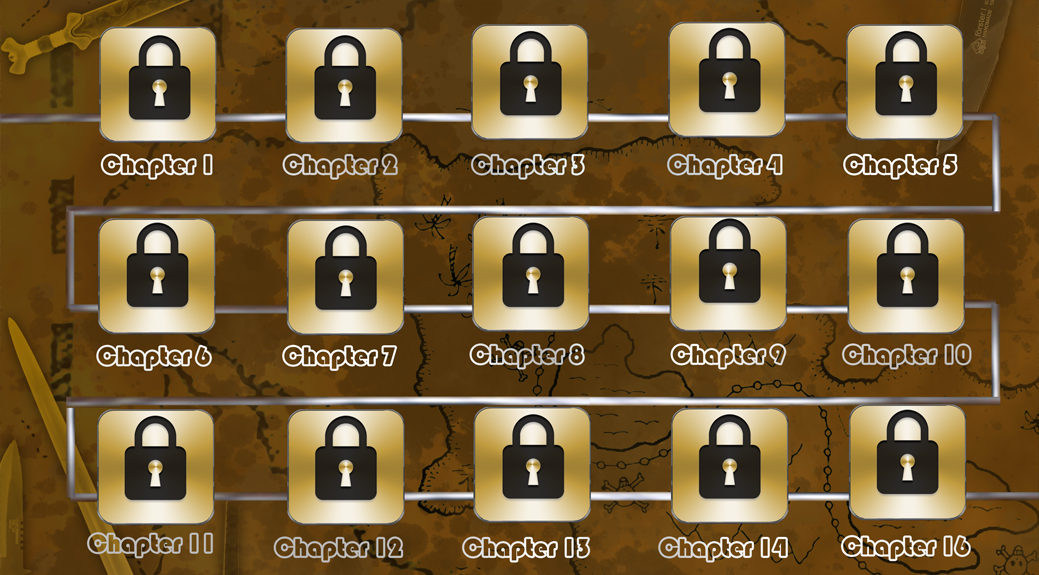 Chapter 1
Chapter 2
Chapter 3
Chapter 4
Chapter 5
Chapter 6
Chapter 7
Chapter 8
Chapter 9
Chapter 10
Chapter 11
Chapter 12
Chapter 13
Chapter 14
Chapter 16